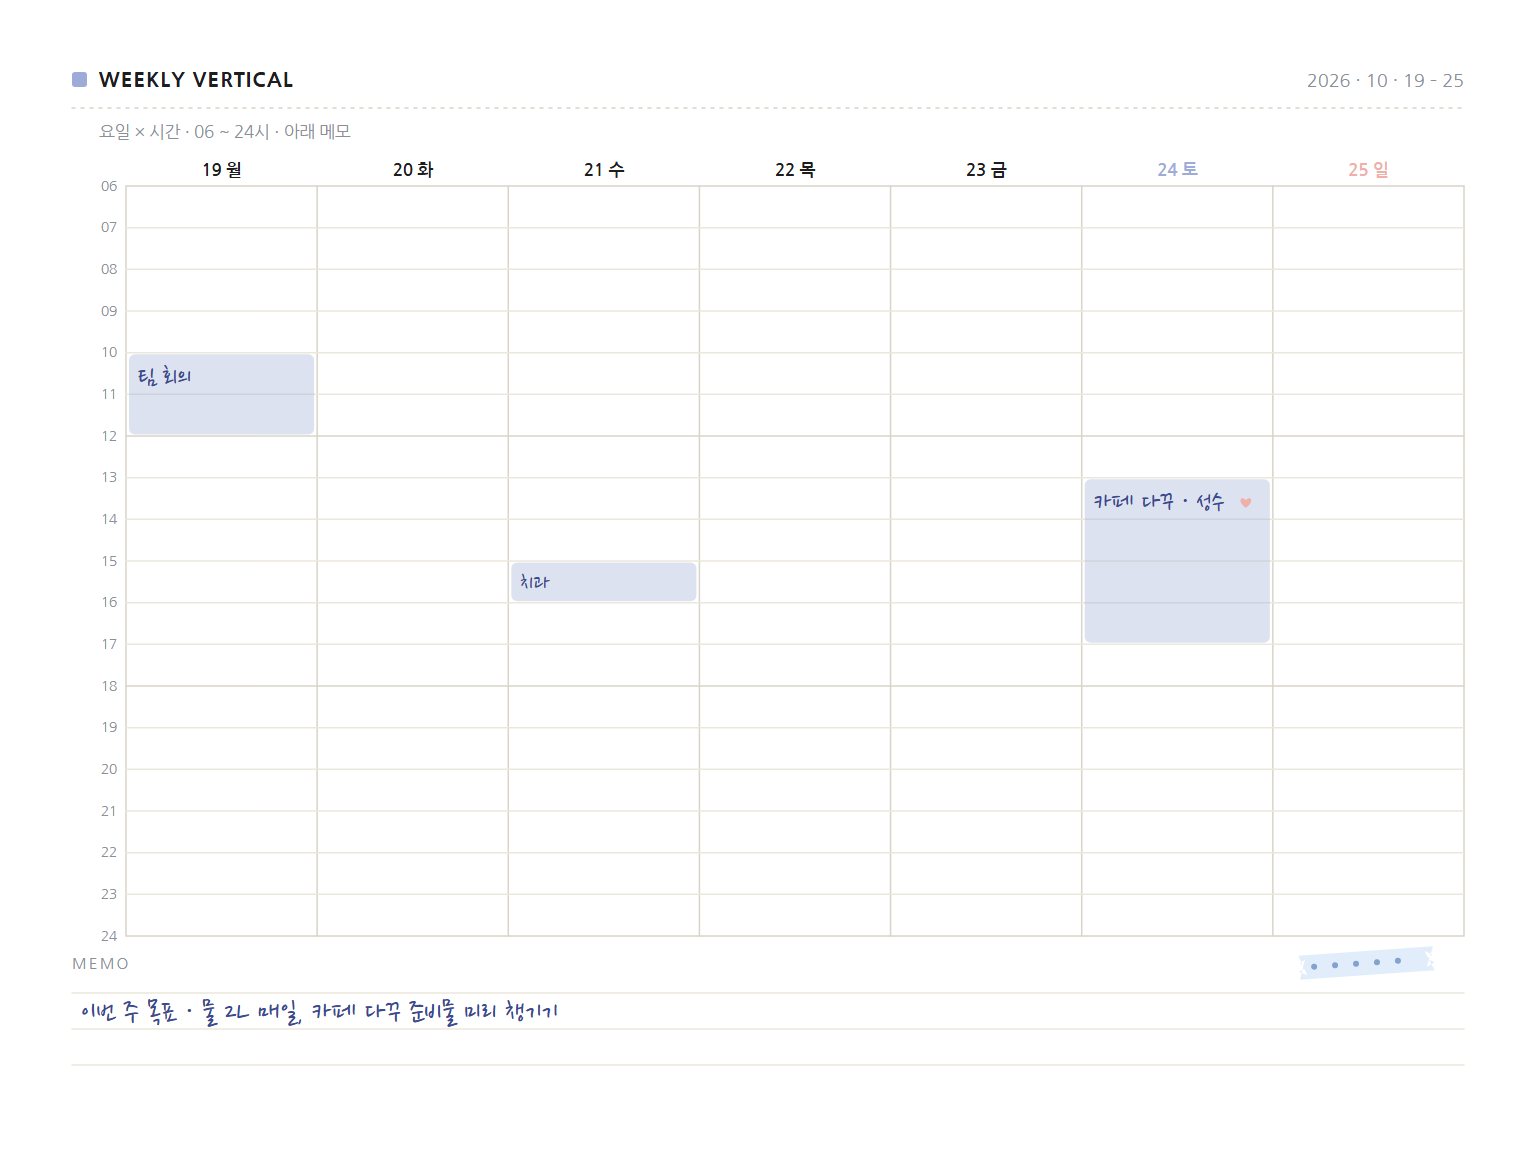 WEEKLY VERTICAL
2026 · 10 · 19 - 25
요일 × 시간 · 06 ~ 24시 · 아래 메모
19 월 20 화 21 수 22 목 23 금 24 토 25 일
06
07
08
09
10
팀 회의
11
12
13
카페 다꾸 · 성수
14
15
치과
16
17
18
19
20
21
22
23
24
MEMO
이번 주 목표 · 물 2L 매일, 카페 다꾸 준비물 미리 챙기기